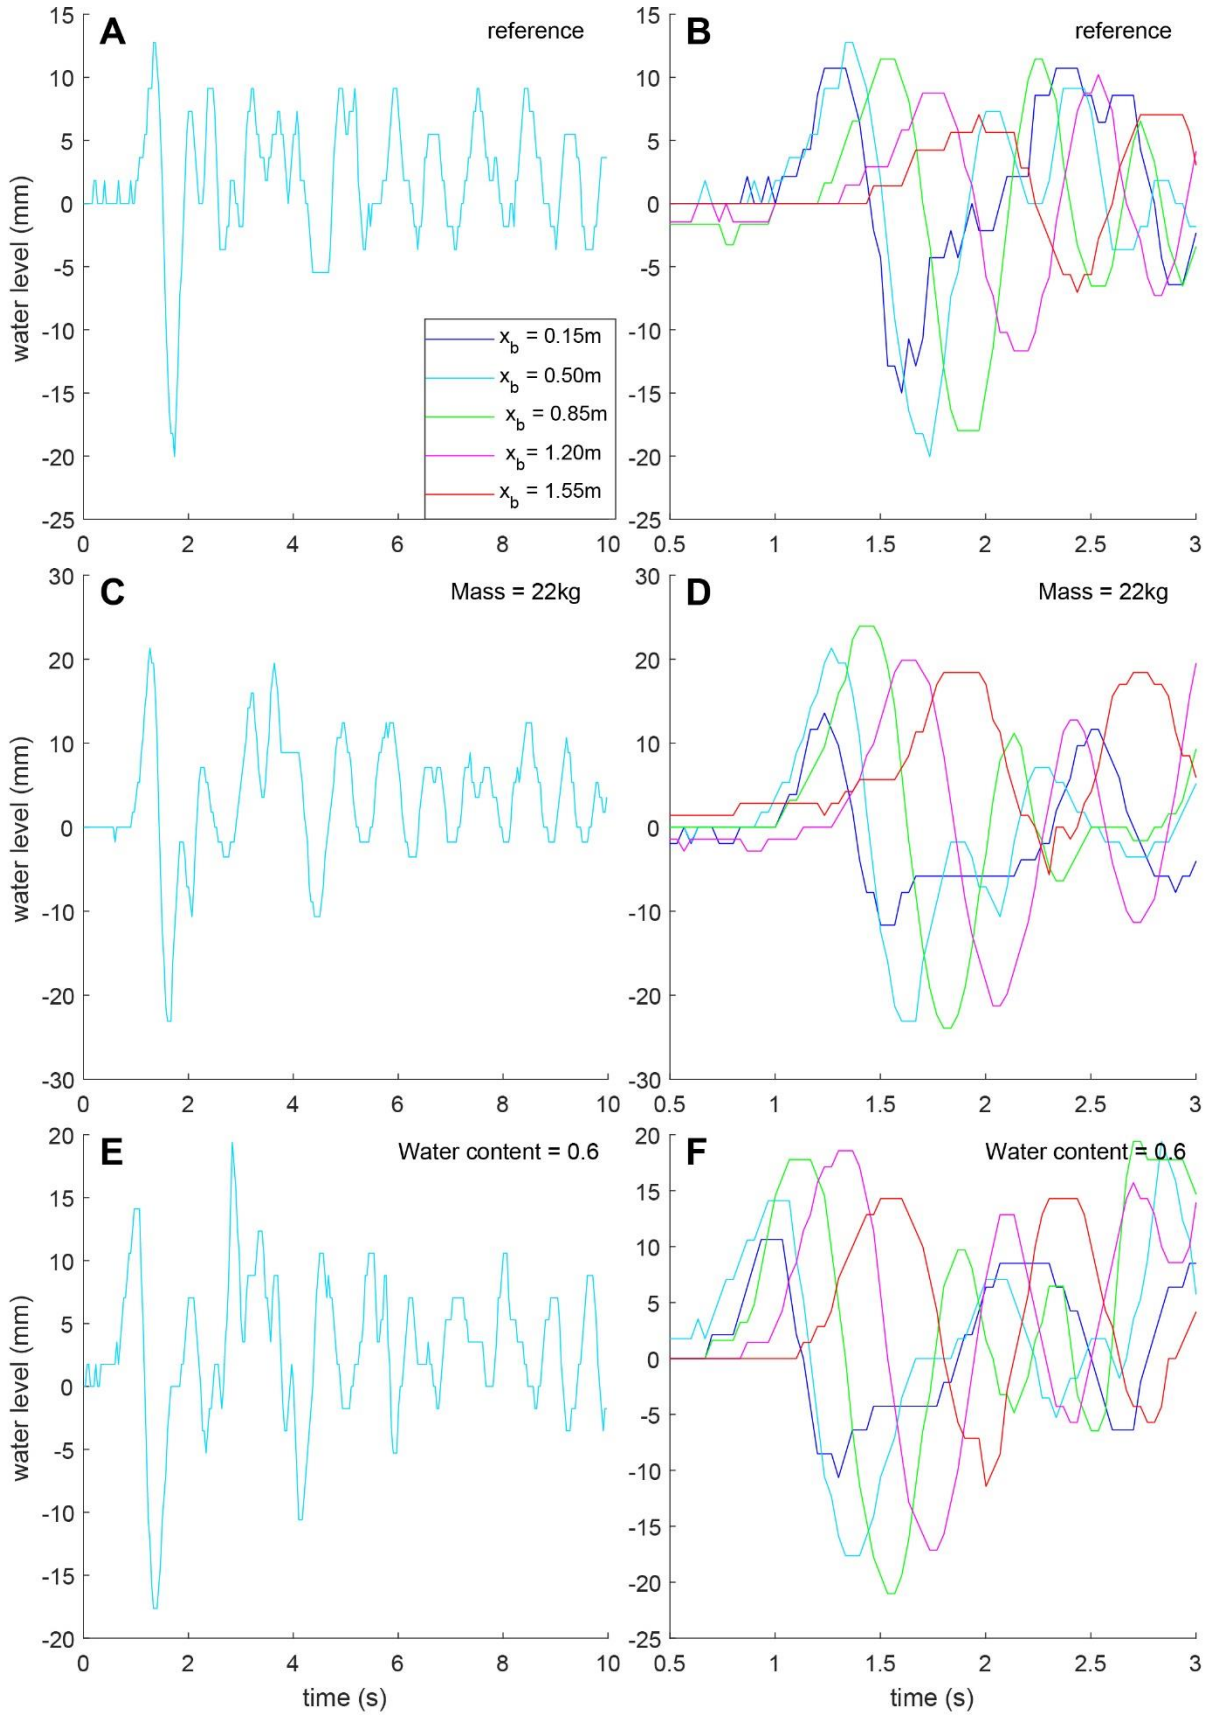 A
reference
15
10
5
0
-5
-10
-15
-20
-25
water level (mm)
x_b = 0.15m
x_b = 0.50m
x_b = 0.85m
x_b = 1.20m
x_b = 1.55m
0 2 4 6 8 10
time (s)
B
reference
15
10
5
0
-5
-10
-15
-20
-25
0.5 1 1.5 2 2.5 3
time (s)
C
Mass = 22kg
30
20
10
0
-10
-20
-30
water level (mm)
0 2 4 6 8 10
D
Mass = 22kg
30
20
10
0
-10
-20
-30
0.5 1 1.5 2 2.5 3
E
Water content = 0.6
20
15
10
5
0
-5
-10
-15
-20
water level (mm)
0 2 4 6 8 10
time (s)
F
Water content = 0.6
20
15
10
5
0
-5
-10
-15
-20
-25
0.5 1 1.5 2 2.5 3
time (s)